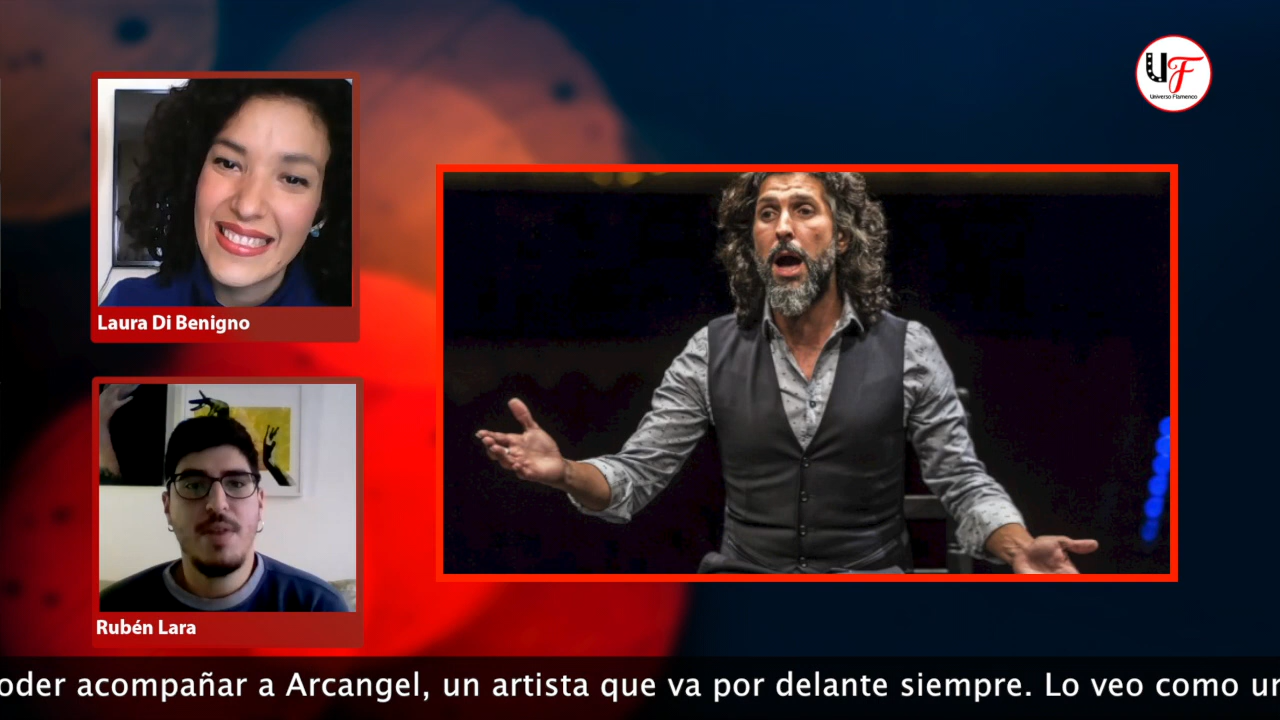 UF
Universo Flamenco
Laura Di Benigno
Rubén Lara
oder acompañar a Arcangel, un artista que va por delante siempre. Lo veo como ur